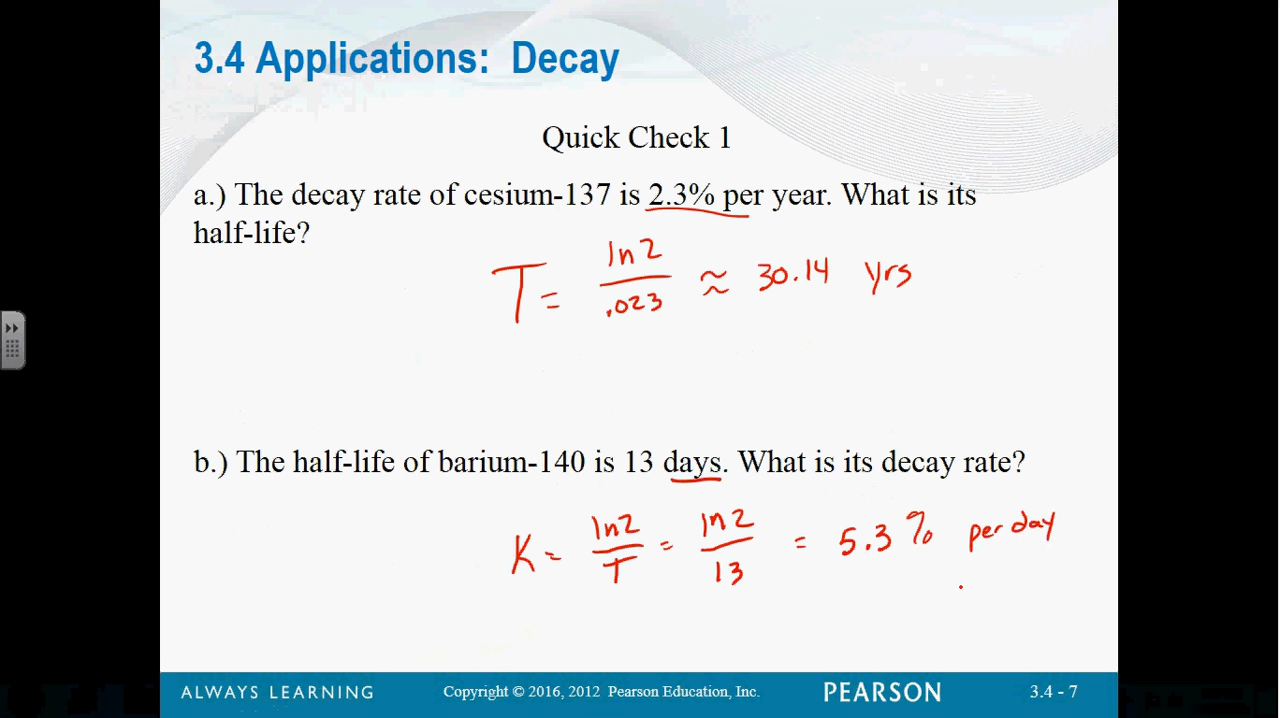 3.4 Applications: Decay
Quick Check 1
a.) The decay rate of cesium-137 is 2.3% per year. What is its
half-life?
T = ln2 / .023 ≈ 30.14 yrs
b.) The half-life of barium-140 is 13 days. What is its decay rate?
K = ln2 / T = ln2 / 13 = 5.3% per day
ALWAYS LEARNING
Copyright © 2016, 2012 Pearson Education, Inc.
PEARSON
3.4 - 7